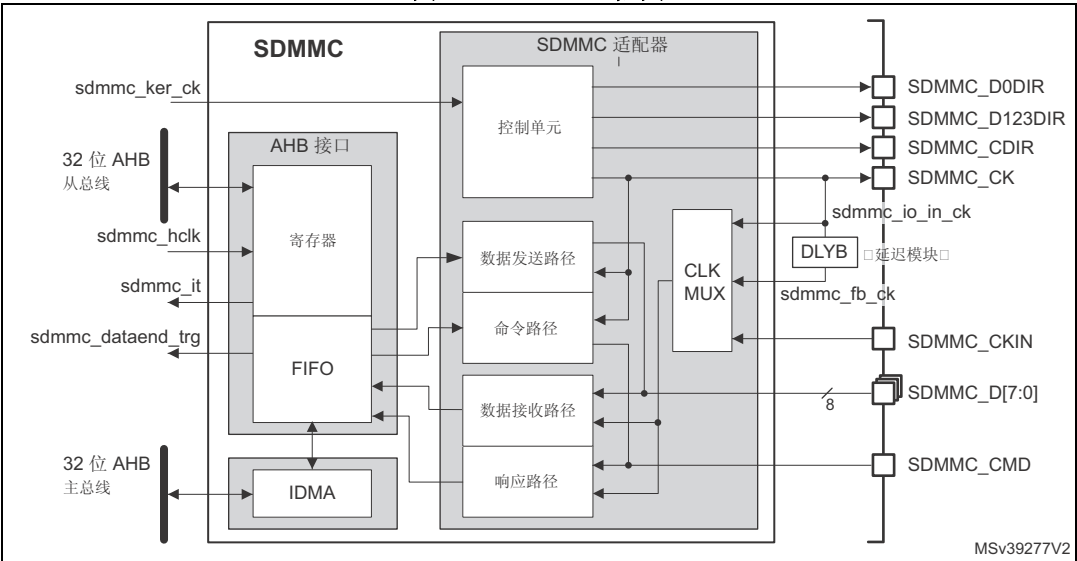 SDMMC
SDMMC 适配器
sdmmc_ker_ck
控制单元
SDMMC_D0DIR
SDMMC_D123DIR
SDMMC_CDIR
SDMMC_CK
AHB 接口
32 位 AHB
从总线
寄存器
sdmmc_hclk
sdmmc_it
sdmmc_dataend_trg
FIFO
数据发送路径
命令路径
数据接收路径
响应路径
CLK
MUX
sdmmc_io_in_ck
DLYB
延迟模块
sdmmc_fb_ck
SDMMC_CKIN
SDMMC_D[7:0]
8
SDMMC_CMD
32 位 AHB
主总线
IDMA
MSv39277V2